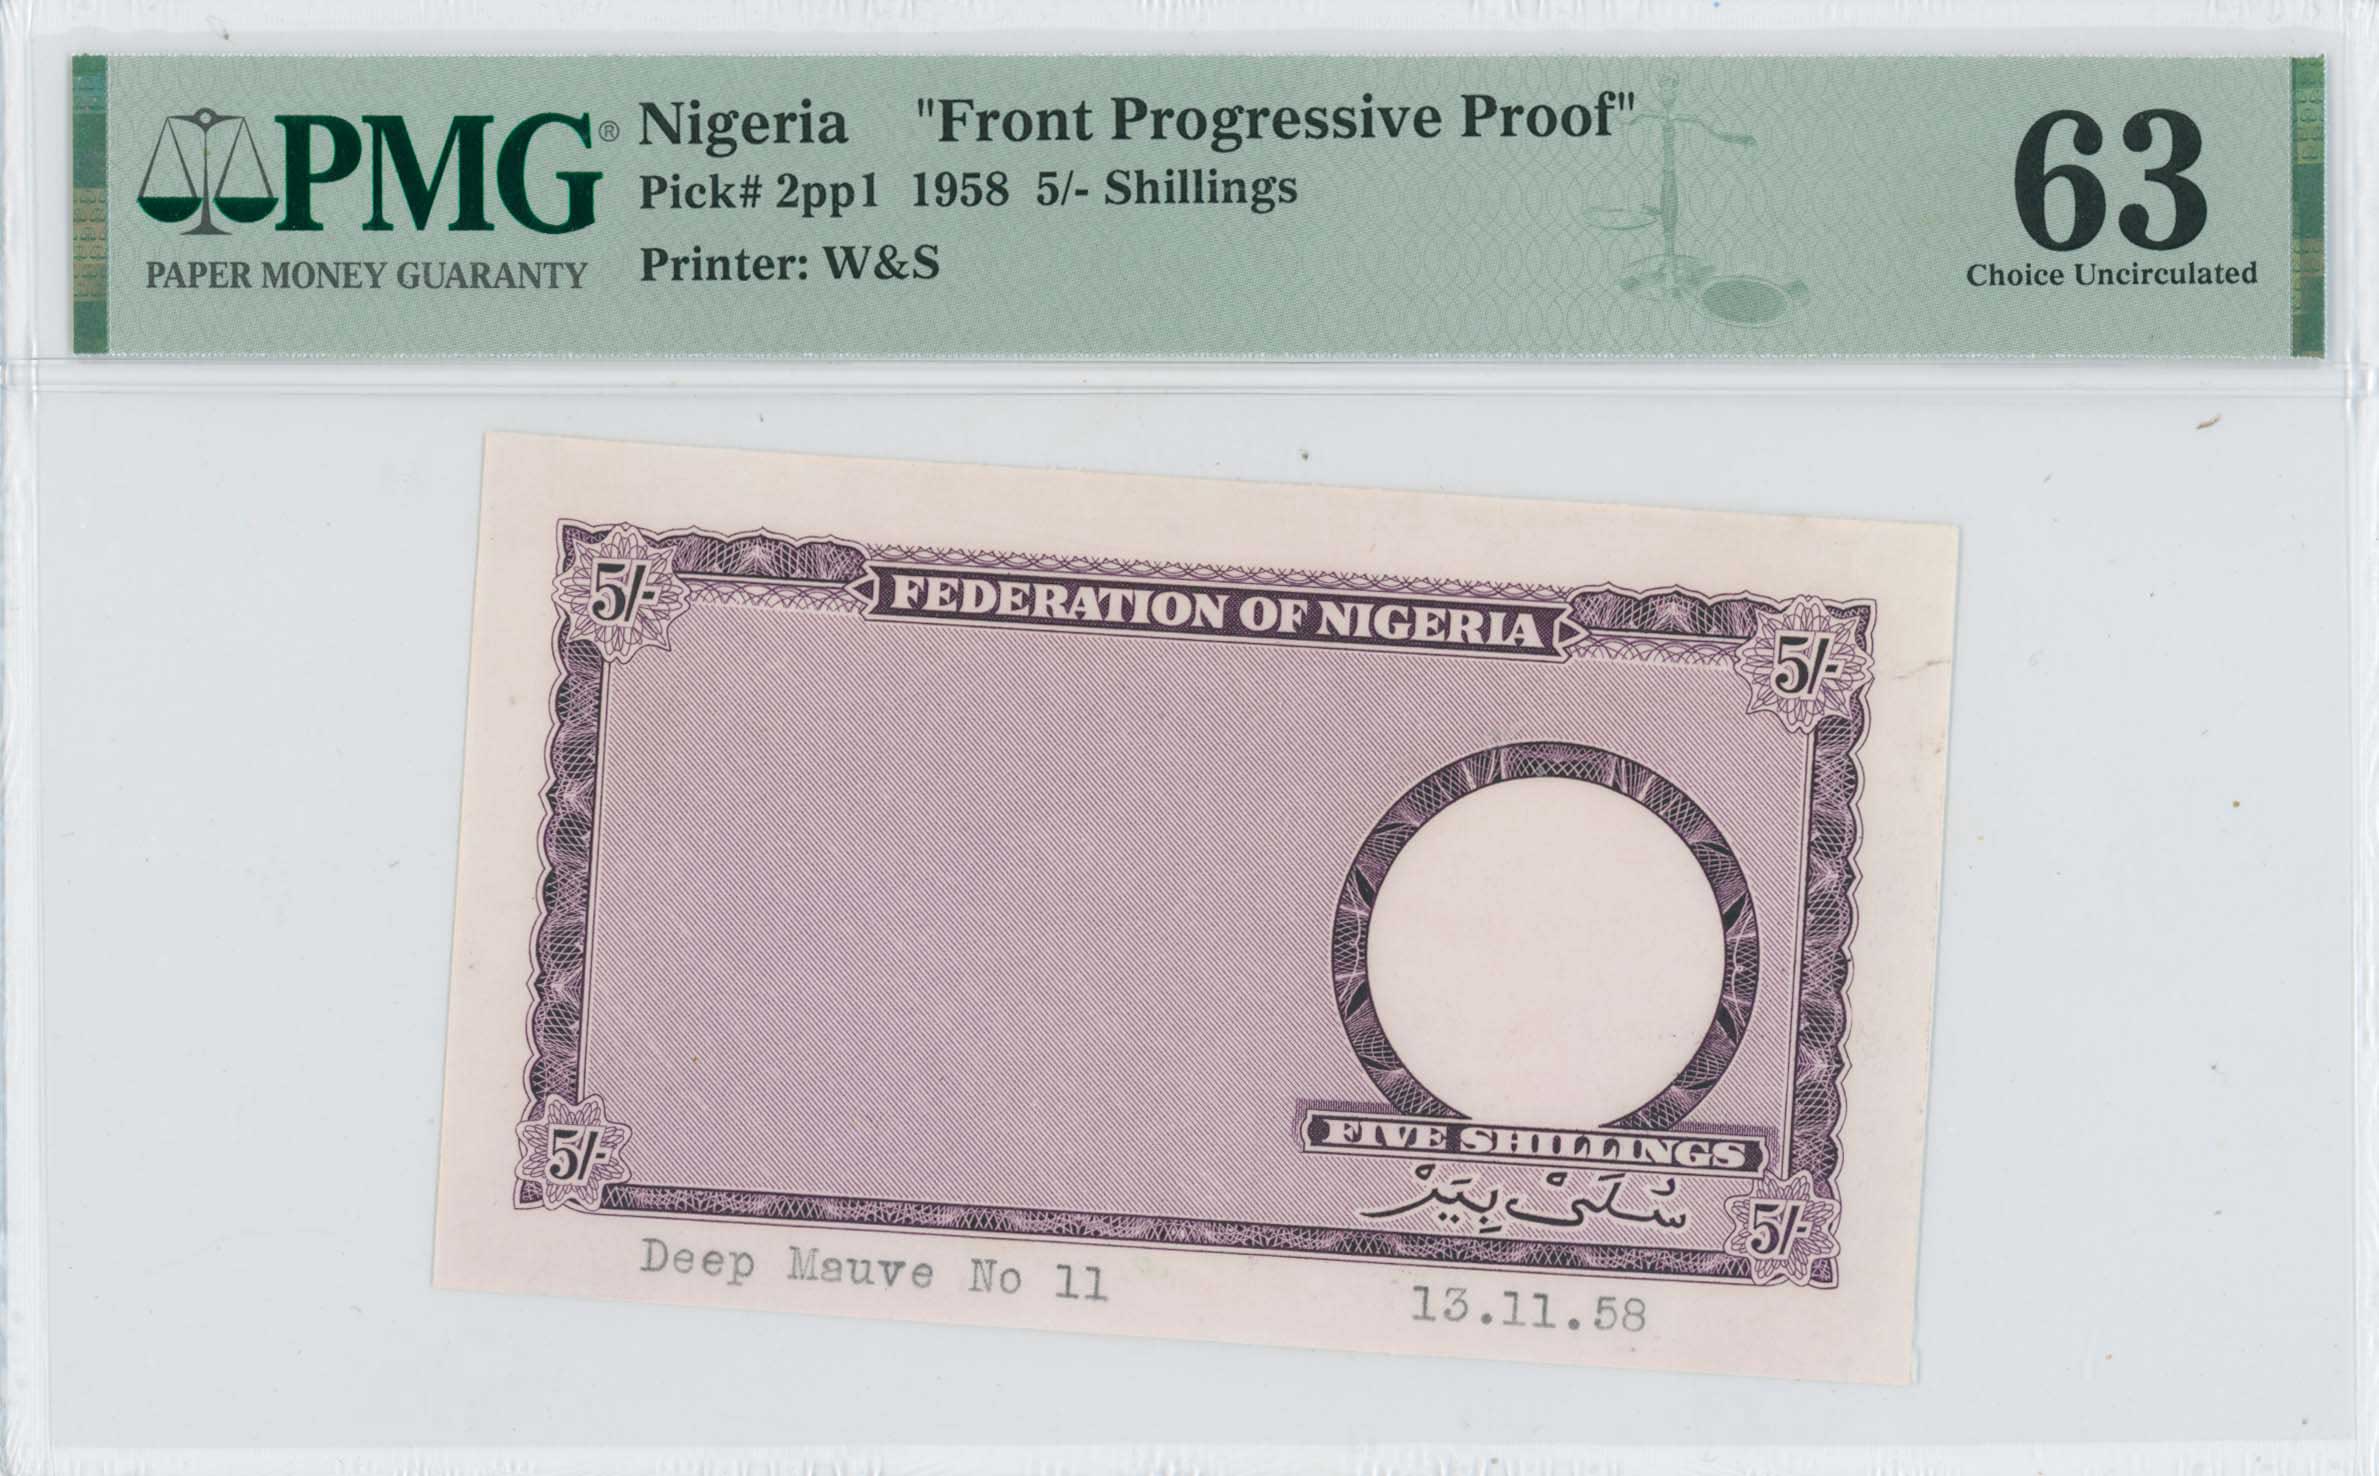 PMG®
PAPER MONEY GUARANTY
Nigeria "Front Progressive Proof"
Pick# 2pp1 1958 5/- Shillings
Printer: W&S
63
Choice Uncirculated
5/-
FEDERATION OF NIGERIA
5/-
FIVE SHILLINGS
سُلَىْ بِيَرْ
5/-
5/-
Deep Mauve No 11
13.11.58